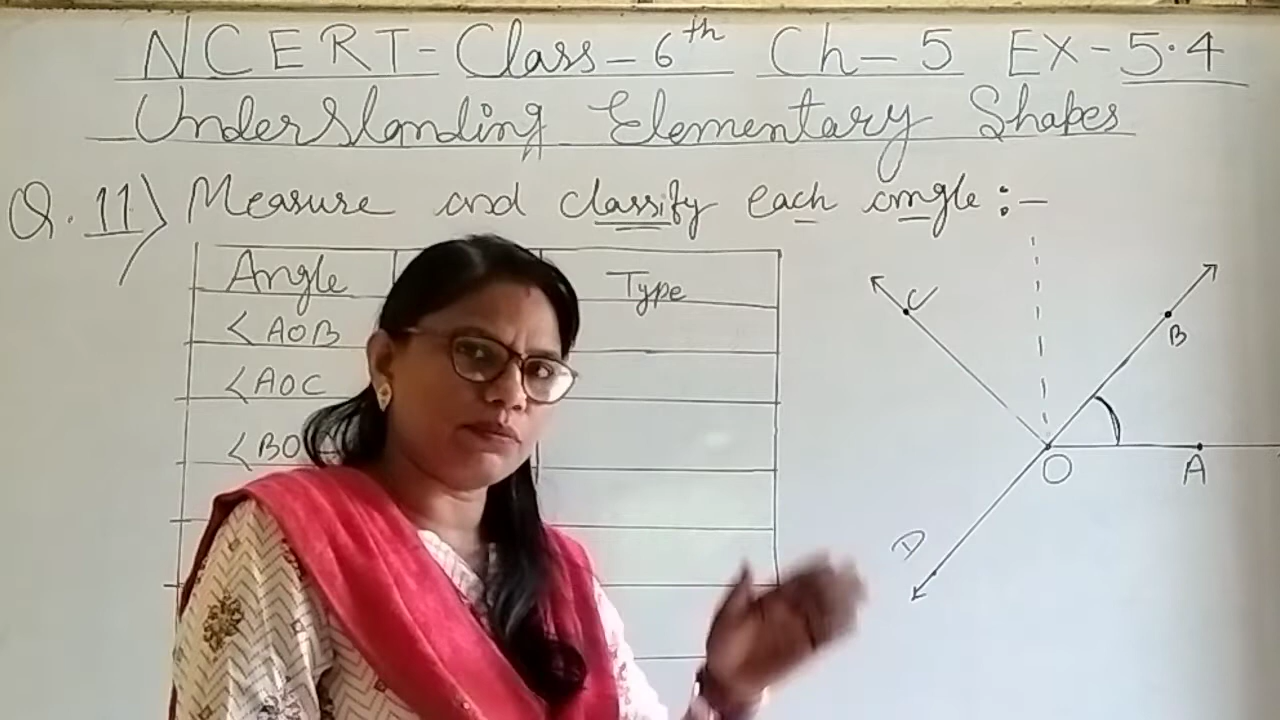 NCERT-Class-6th Ch-5 EX-5.4
Understanding Elementary Shapes
Q.11) Measure and classify each angle :-
Angle Type
<AOB
<AOC
<BO
C
B
O
A
D